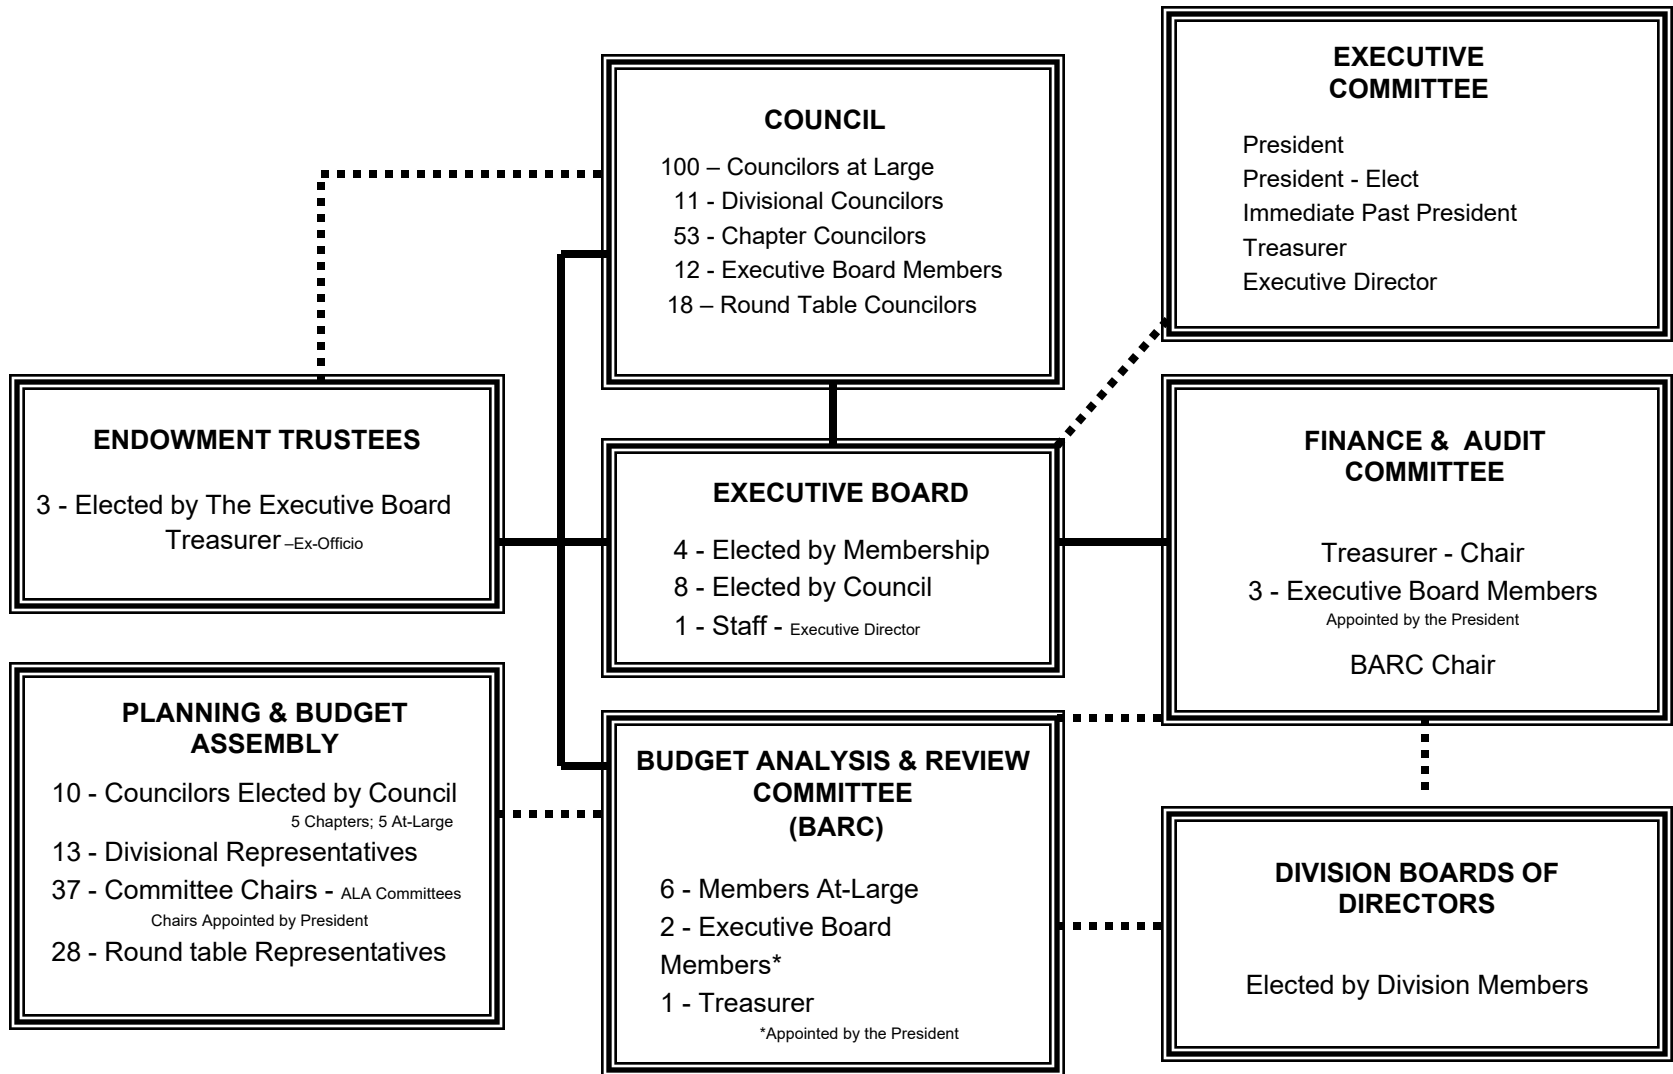 COUNCIL
100 – Councilors at Large
11 - Divisional Councilors
53 - Chapter Councilors
12 - Executive Board Members
18 – Round Table Councilors
EXECUTIVE
COMMITTEE
President
President - Elect
Immediate Past President
Treasurer
Executive Director
ENDOWMENT TRUSTEES
3 - Elected by The Executive Board
Treasurer –Ex-Officio
EXECUTIVE BOARD
4 - Elected by Membership
8 - Elected by Council
1 - Staff - Executive Director
FINANCE & AUDIT
COMMITTEE
Treasurer - Chair
3 - Executive Board Members
Appointed by the President
BARC Chair
PLANNING & BUDGET
ASSEMBLY
10 - Councilors Elected by Council
5 Chapters; 5 At-Large
13 - Divisional Representatives
37 - Committee Chairs - ALA Committees
Chairs Appointed by President
28 - Round table Representatives
BUDGET ANALYSIS & REVIEW
COMMITTEE
(BARC)
6 - Members At-Large
2 - Executive Board
Members*
1 - Treasurer
*Appointed by the President
DIVISION BOARDS OF
DIRECTORS
Elected by Division Members